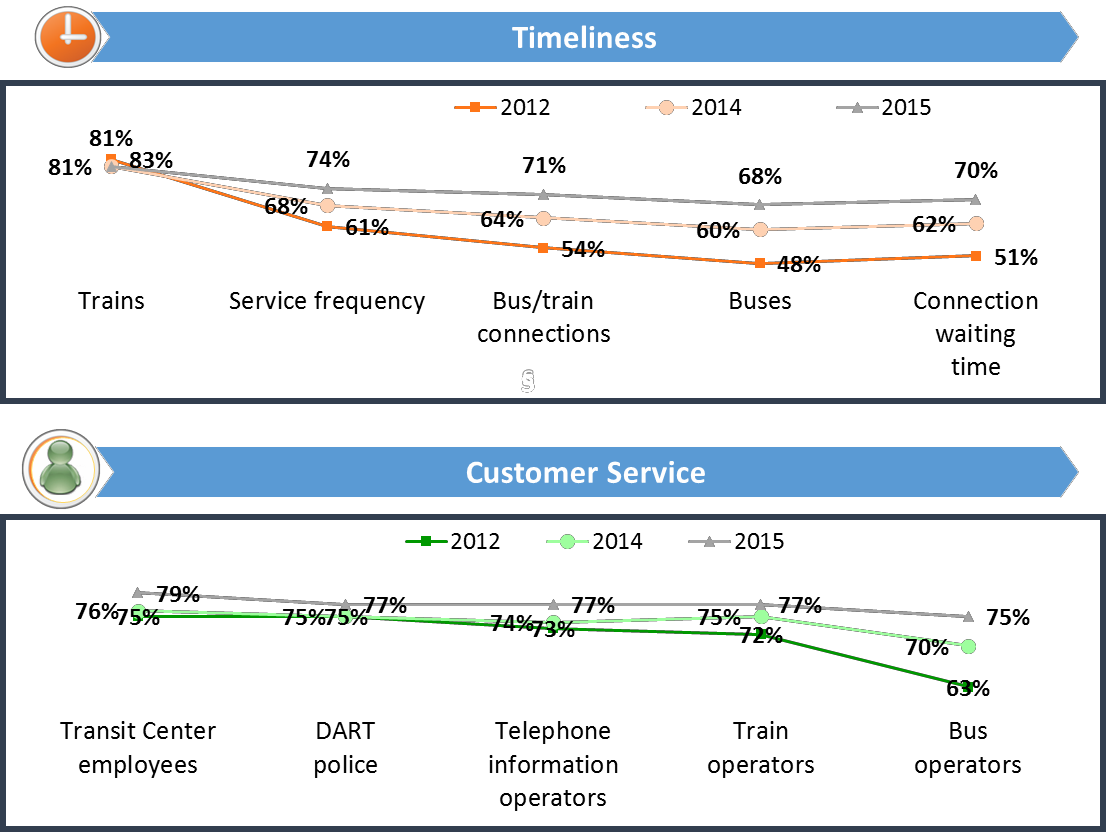 Timeliness
2012 2014 2015
81%
81% 83% 74% 71% 68% 70%
68% 61% 64% 54% 60% 48% 62% 51%
Trains Service frequency Bus/train connections Buses Connection waiting time
Customer Service
2012 2014 2015
79% 77% 77% 77% 75%
76% 75% 75% 75% 74% 73% 75% 72% 70% 63%
Transit Center employees DART police Telephone information operators Train operators Bus operators